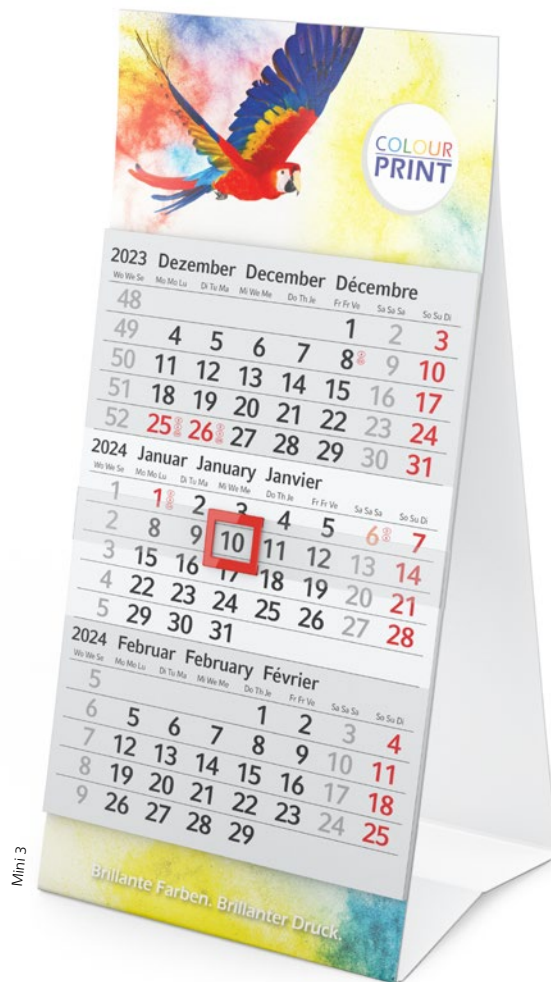 COLOUR
PRINT
2023 Dezember December Décembre
Wo We Se Mo Mo Lu Di Tu Ma Mi We Me Do Th Je Fr Fr Ve Sa Sa Sa So Su Di
48 1 2 3
49 4 5 6 7 8 9 10
50 11 12 13 14 15 16 17
51 18 19 20 21 22 23 24
52 25 26 27 28 29 30 31
2024 Januar January Janvier
Wo We Se Mo Mo Lu Di Tu Ma Mi We Me Do Th Je Fr Fr Ve Sa Sa Sa So Su Di
1 1 2 3 4 5 6 7
2 8 9 10 11 12 13 14
3 15 16 17 18 19 20 21
4 22 23 24 25 26 27 28
5 29 30 31
2024 Februar February Février
Wo We Se Mo Mo Lu Di Tu Ma Mi We Me Do Th Je Fr Fr Ve Sa Sa Sa So Su Di
5 1 2 3 4
6 5 6 7 8 9 10 11
7 12 13 14 15 16 17 18
8 19 20 21 22 23 24 25
9 26 27 28 29
Brillante Farben. Brillanter Druck.
Mini 3